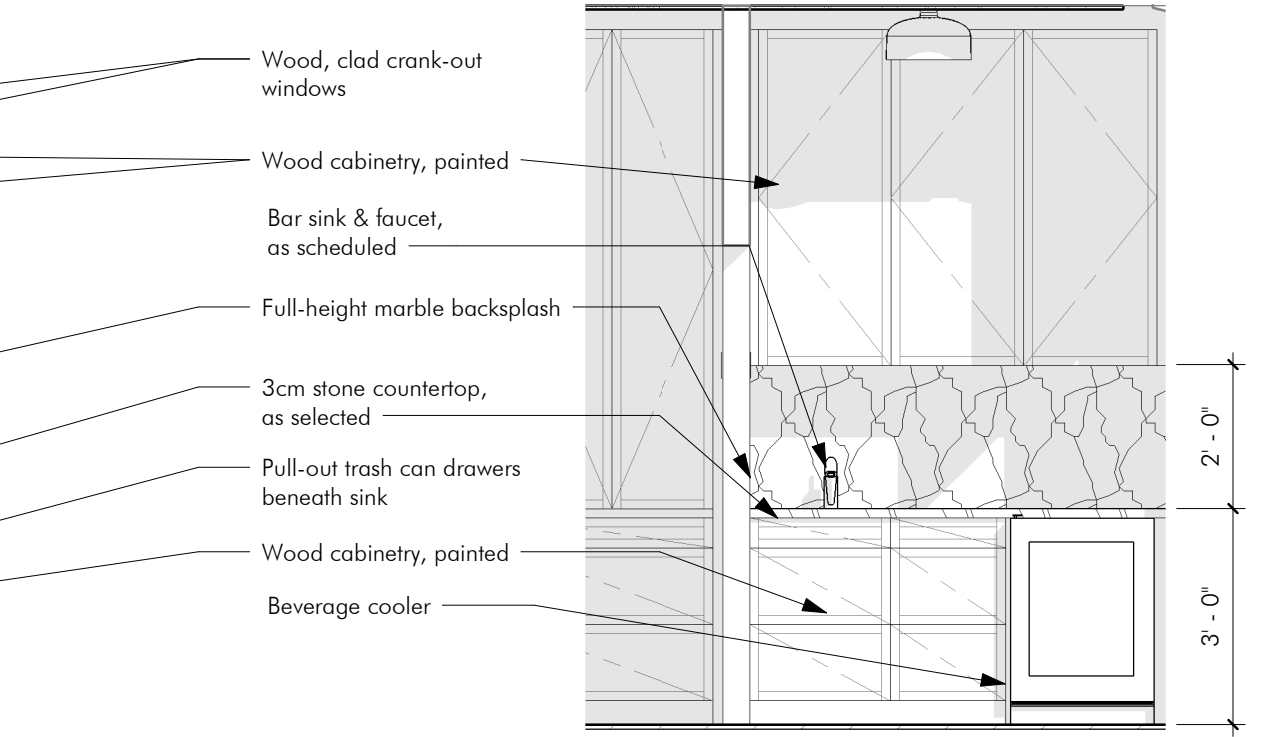 Wood, clad crank-out
windows
Wood cabinetry, painted
Bar sink & faucet,
as scheduled
Full-height marble backsplash
3cm stone countertop,
as selected
Pull-out trash can drawers
beneath sink
Wood cabinetry, painted
Beverage cooler
2' - 0"
3' - 0"